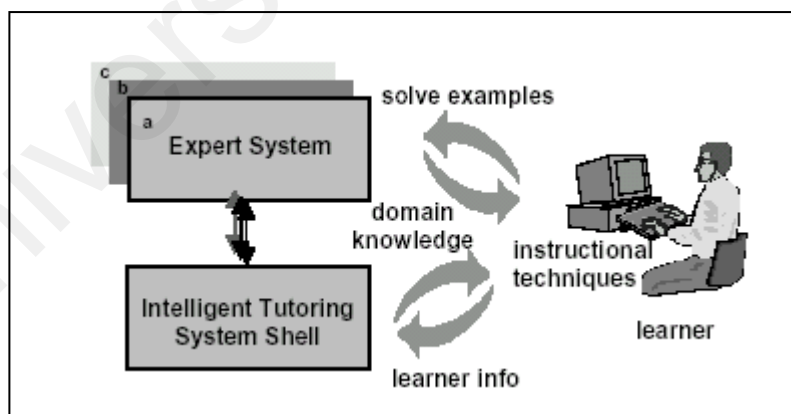 c
b
a
Expert System
solve examples
domain
knowledge
instructional
techniques
Intelligent Tutoring
System Shell
learner
learner info